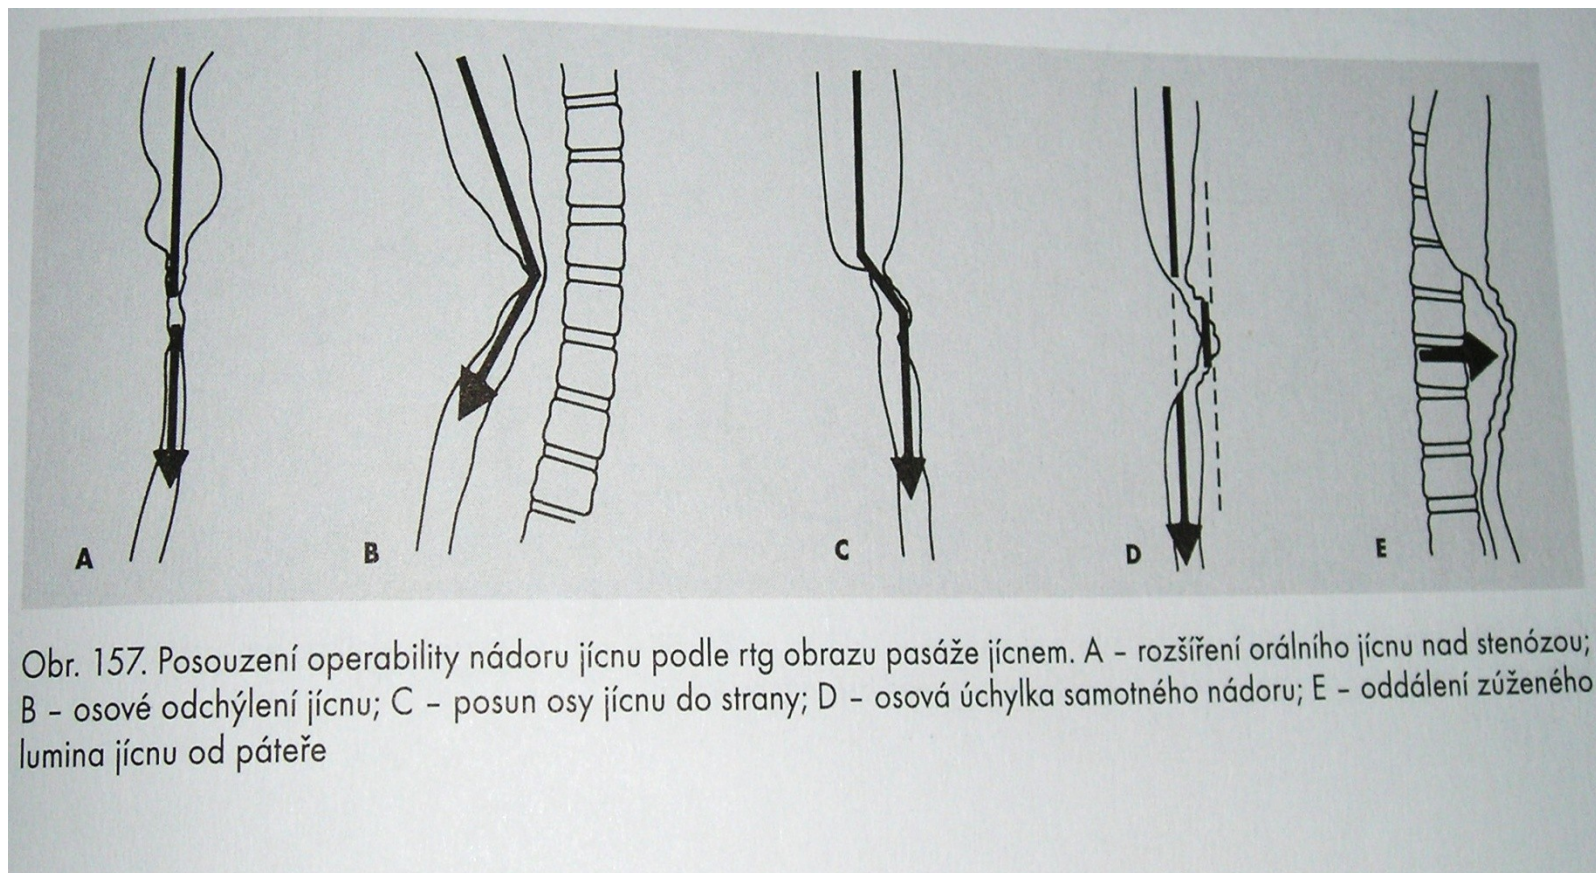 A B C D E
Obr. 157. Posouzení operability nádoru jícnu podle rtg obrazu pasáže jícnem. A – rozšíření orálního jícnu nad stenózou;
B – osové odchýlení jícnu; C – posun osy jícnu do strany; D – osová úchylka samotného nádoru; E – oddálení zúženého
lumina jícnu od páteře